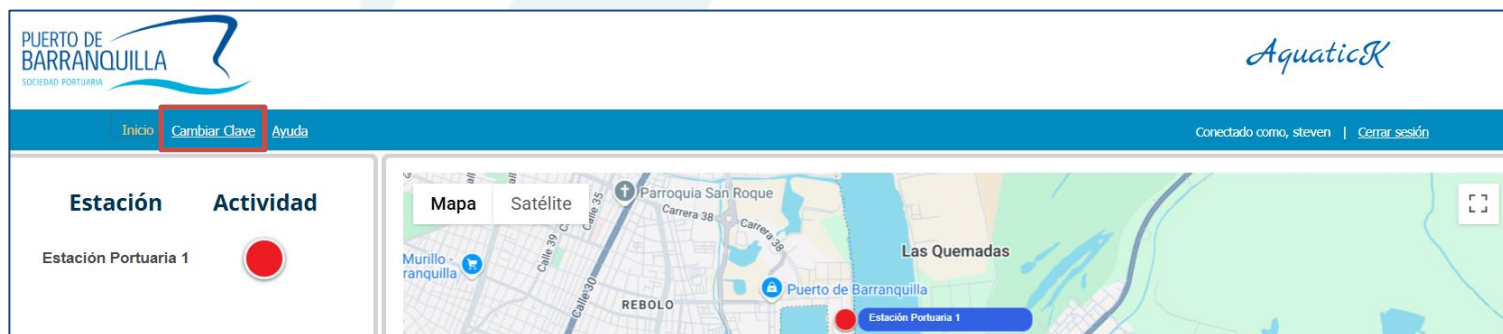 PUERTO DE
BARRANQUILLA
SOCIEDAD PORTUARIA
AquaticK
Inicio Cambiar Clave Ayuda
Conectado como, steven | Cerrar sesión
Estación Actividad
Estación Portuaria 1
Mapa Satélite
Parroquia San Roque
Carrera 38
Carrera 38
Calle 35
Calle 39
Calle 30
Murillo -
ranquilla
REBOLO
Las Quemadas
Puerto de Barranquilla
Estación Portuaria 1